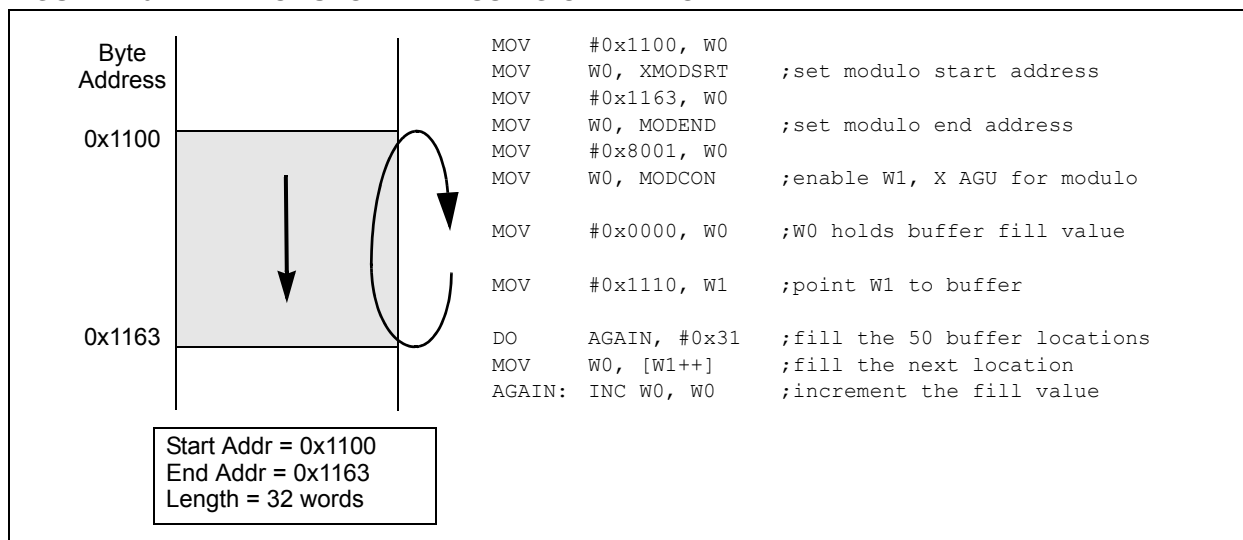 Byte
Address
0x1100
0x1163
Start Addr = 0x1100
End Addr = 0x1163
Length = 32 words
MOV #0x1100, W0
MOV W0, XMODSRT ;set modulo start address
MOV #0x1163, W0
MOV W0, MODEND ;set modulo end address
MOV #0x8001, W0
MOV W0, MODCON ;enable W1, X AGU for modulo
MOV #0x0000, W0 ;W0 holds buffer fill value
MOV #0x1110, W1 ;point W1 to buffer
DO AGAIN, #0x31 ;fill the 50 buffer locations
MOV W0, [W1++] ;fill the next location
AGAIN: INC W0, W0 ;increment the fill value